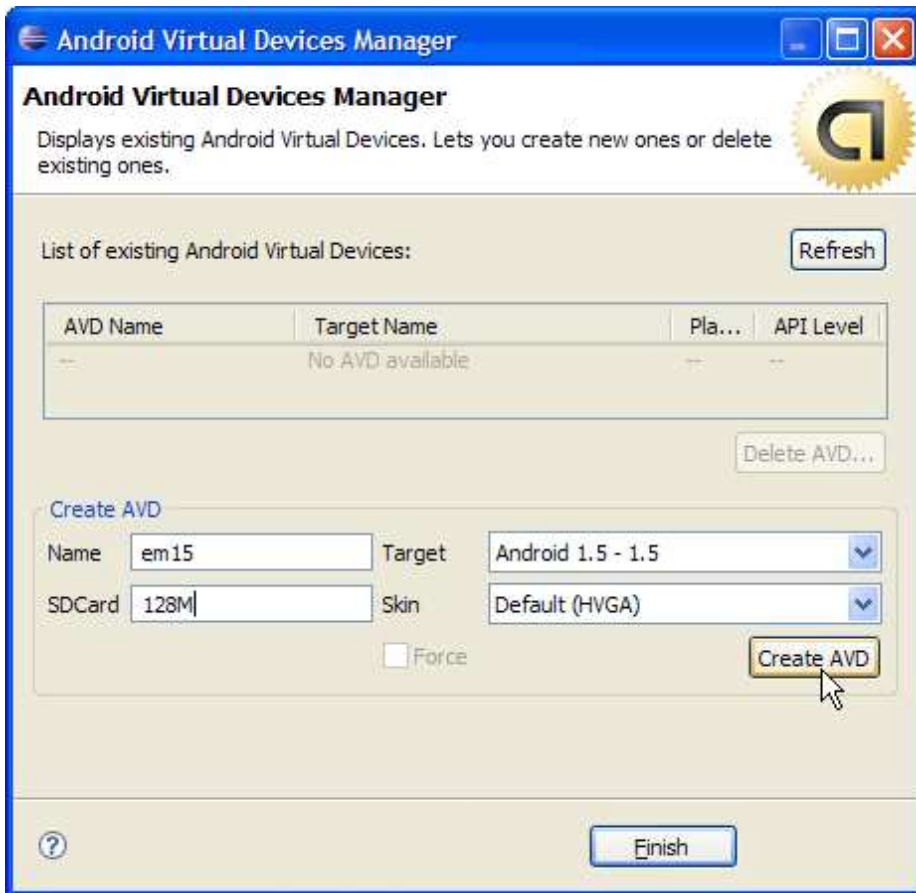 Android Virtual Devices Manager
Android Virtual Devices Manager
Displays existing Android Virtual Devices. Lets you create new ones or delete
existing ones.
List of existing Android Virtual Devices:
Refresh
AVD Name Target Name Pla... API Level
-- No AVD available -- --
Delete AVD...
Create AVD
Name em15 Target Android 1.5 - 1.5
SDCard 128M Skin Default (HVGA)
Force
Create AVD
?
Finish